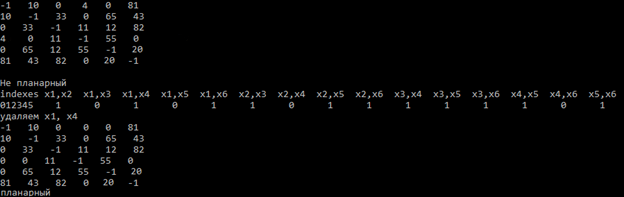 -1 10 0 4 0 81
10 -1 33 0 65 43
0 33 -1 11 12 82
4 0 11 -1 55 0
0 65 12 55 -1 20
81 43 82 0 20 -1
Не планарный
indexes x1,x2 x1,x3 x1,x4 x1,x5 x1,x6 x2,x3 x2,x4 x2,x5 x2,x6 x3,x4 x3,x5 x3,x6 x4,x5 x4,x6 x5,x6
012345 1 0 1 0 1 1 0 1 1 1 1 1 1 0 1
удаляем x1, x4
-1 10 0 0 0 81
10 -1 33 0 65 43
0 33 -1 11 12 82
0 0 11 -1 55 0
0 65 12 55 -1 20
81 43 82 0 20 -1
планарный